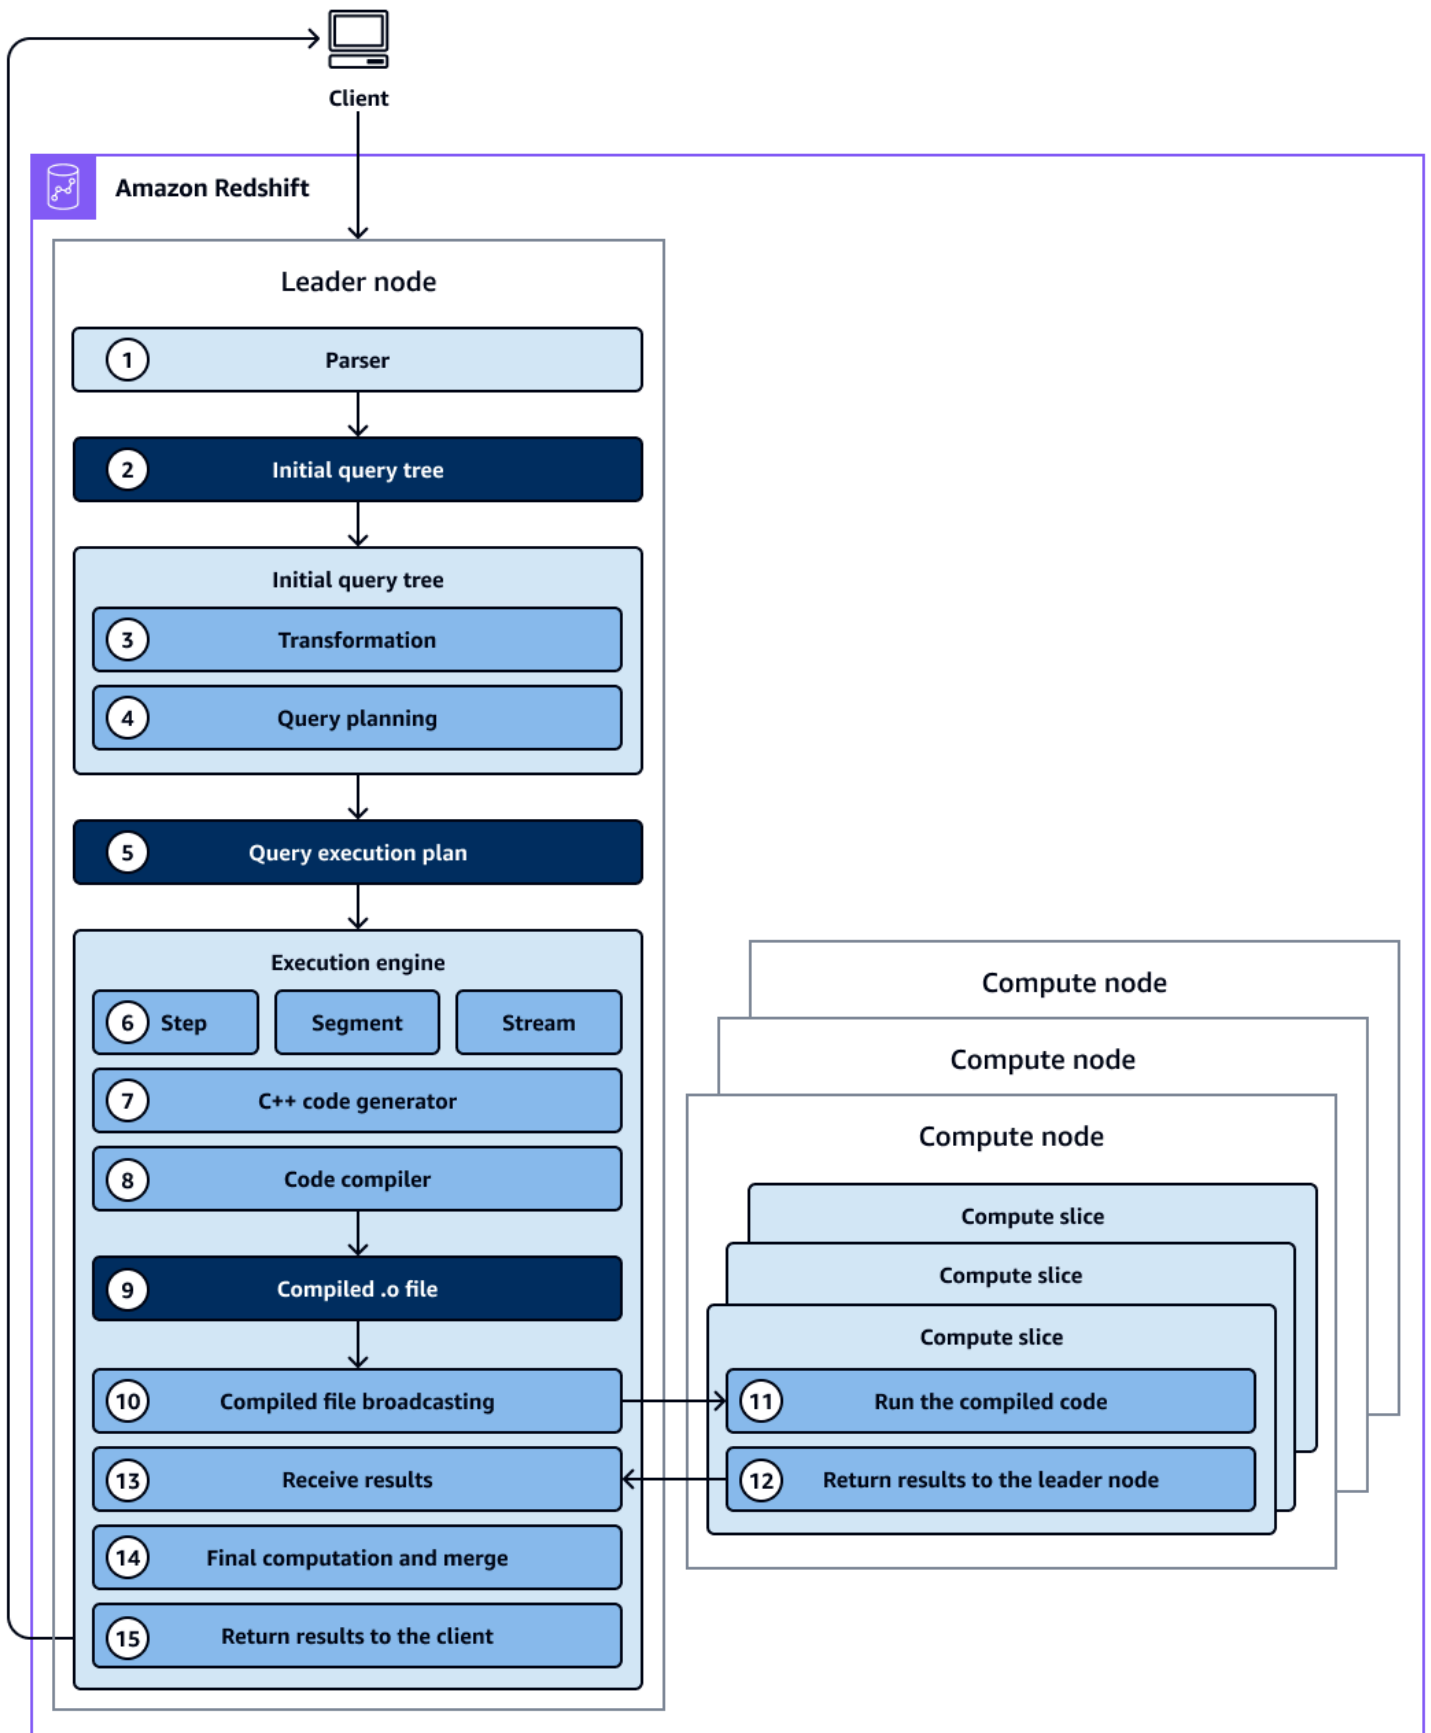 Client
Amazon Redshift
Leader node
1 Parser
2 Initial query tree
Initial query tree
3 Transformation
4 Query planning
5 Query execution plan
Execution engine
6 Step Segment Stream
7 C++ code generator
8 Code compiler
9 Compiled .o file
10 Compiled file broadcasting
13 Receive results
14 Final computation and merge
15 Return results to the client
Compute node
Compute node
Compute node
Compute slice
Compute slice
Compute slice
11 Run the compiled code
12 Return results to the leader node